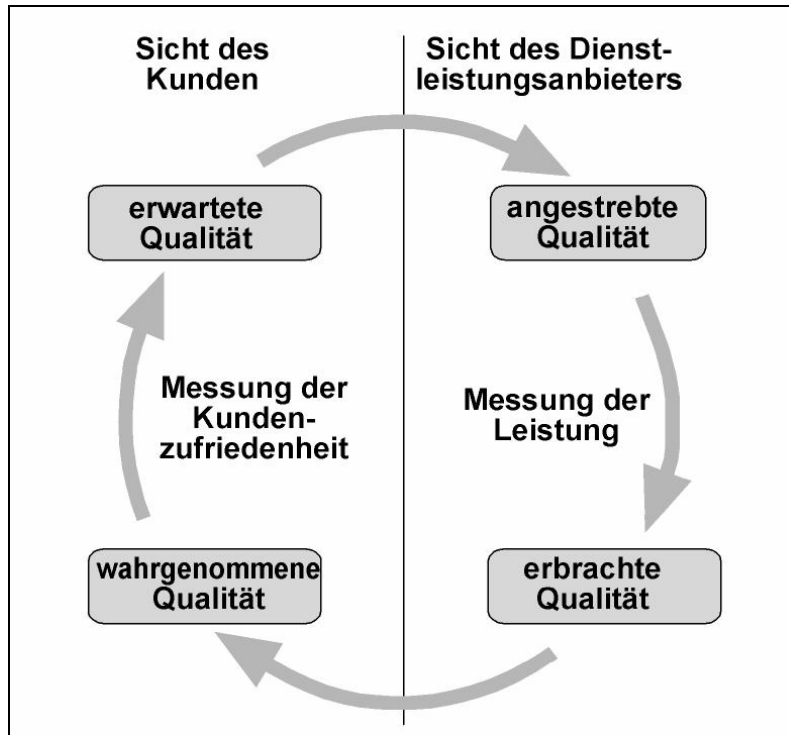 Sicht des
Kunden
Sicht des Dienst-
leistungsanbieters
erwartete
Qualität
angestrebte
Qualität
Messung der
Kunden-
zufriedenheit
Messung der
Leistung
wahrgenommene
Qualität
erbrachte
Qualität